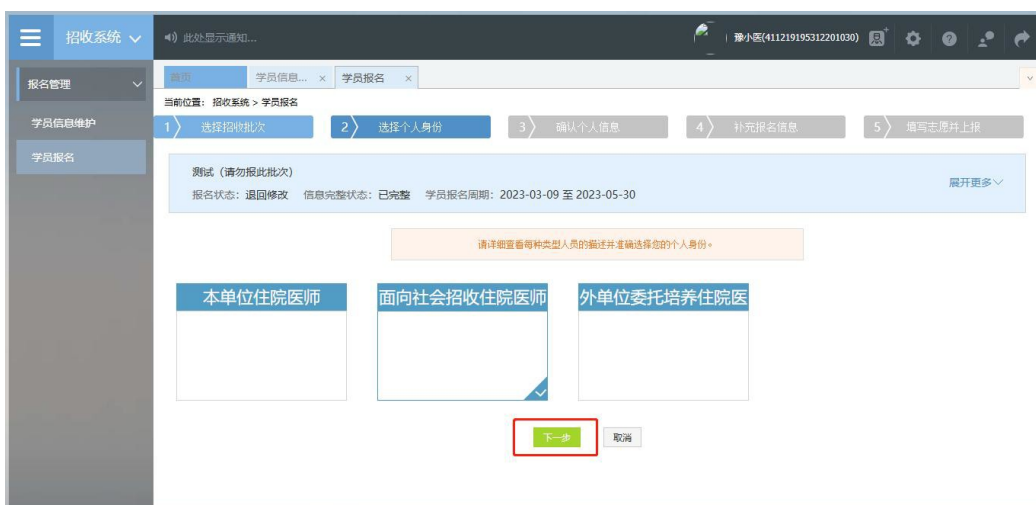 招收系统
此处显示通知...
豫小医(411219195312201030)
报名管理
首页
学员信息...
学员报名
当前位置： 招收系统 > 学员报名
学员信息维护
学员报名
1 选择招收批次
2 选择个人身份
3 确认个人信息
4 补充报名信息
5 填写志愿并上报
测试（请勿报此批次）
报名状态：退回修改 信息完整状态：已完整 学员报名周期：2023-03-09 至 2023-05-30
展开更多
请详细查看每种类型人员的描述并准确选择您的个人身份。
本单位住院医师
面向社会招收住院医师
外单位委托培养住院医
下一步
取消